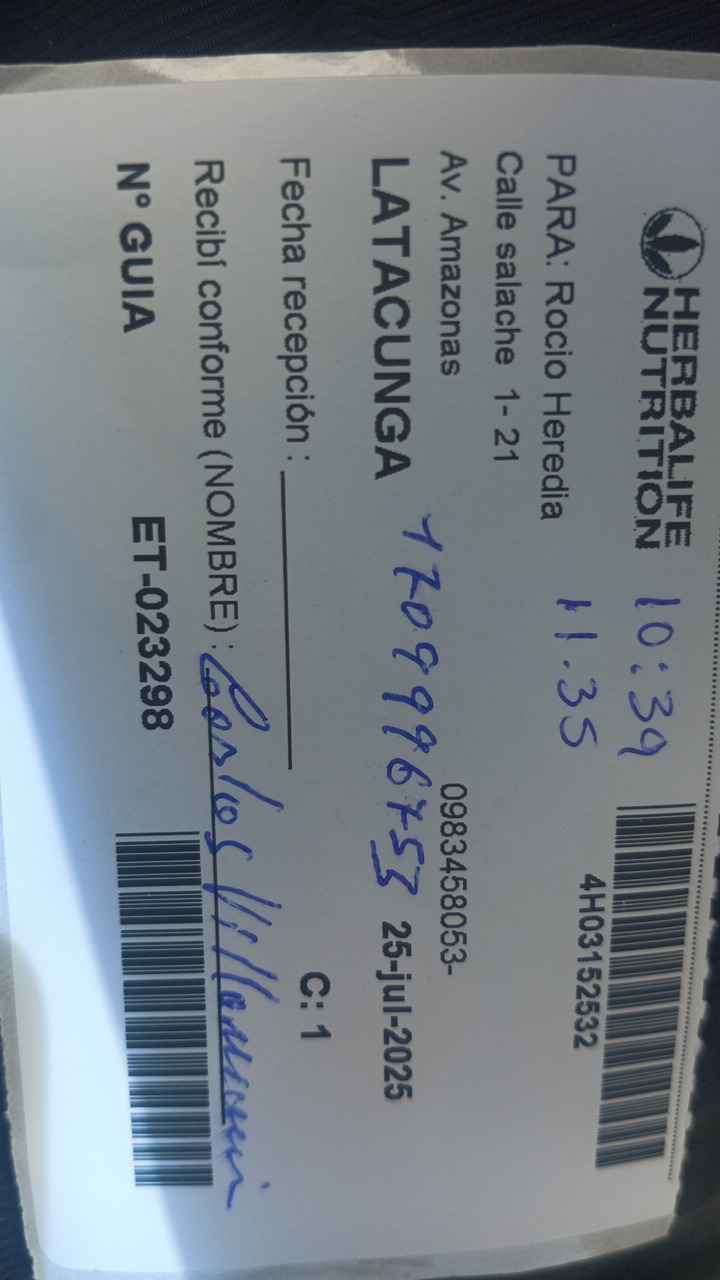 HERBALIFE
NUTRITION
10:39
11.35
4H03152532
PARA: Rocio Heredia
Calle salache 1- 21
Av. Amazonas
0983458053-
LATACUNGA
25-jul-2025
Fecha recepción :
C: 1
Recibí conforme (NOMBRE) : Carlos
N° GUIA ET-023298